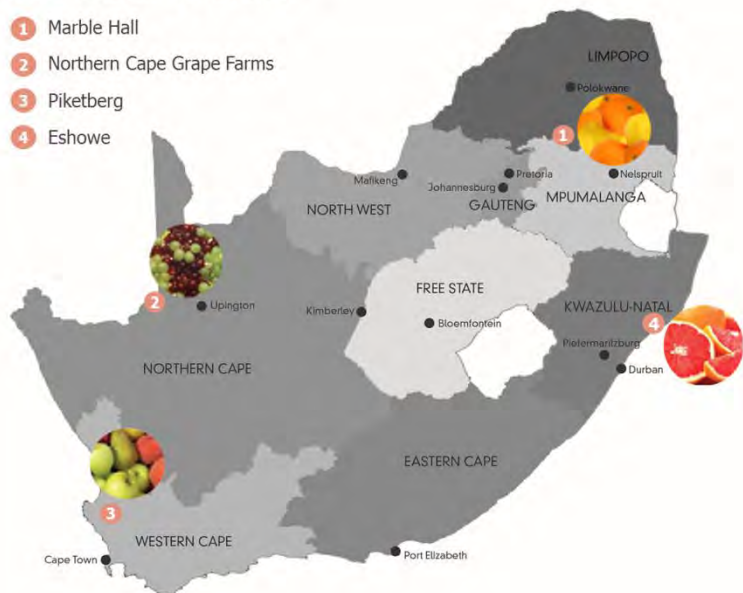 1 Marble Hall
2 Northern Cape Grape Farms
3 Piketberg
4 Eshowe
LIMPOPO
Polokwane
1
Mafikeng
Pretoria
Nelspruit
Johannesburg
NORTH WEST
GAUTENG
MPUMALANGA
2
Upington
Kimberley
FREE STATE
KWAZULU-NATAL
4
Bloemfontein
Pietermaritzburg
Durban
NORTHERN CAPE
EASTERN CAPE
3
WESTERN CAPE
Cape Town
Port Elizabeth